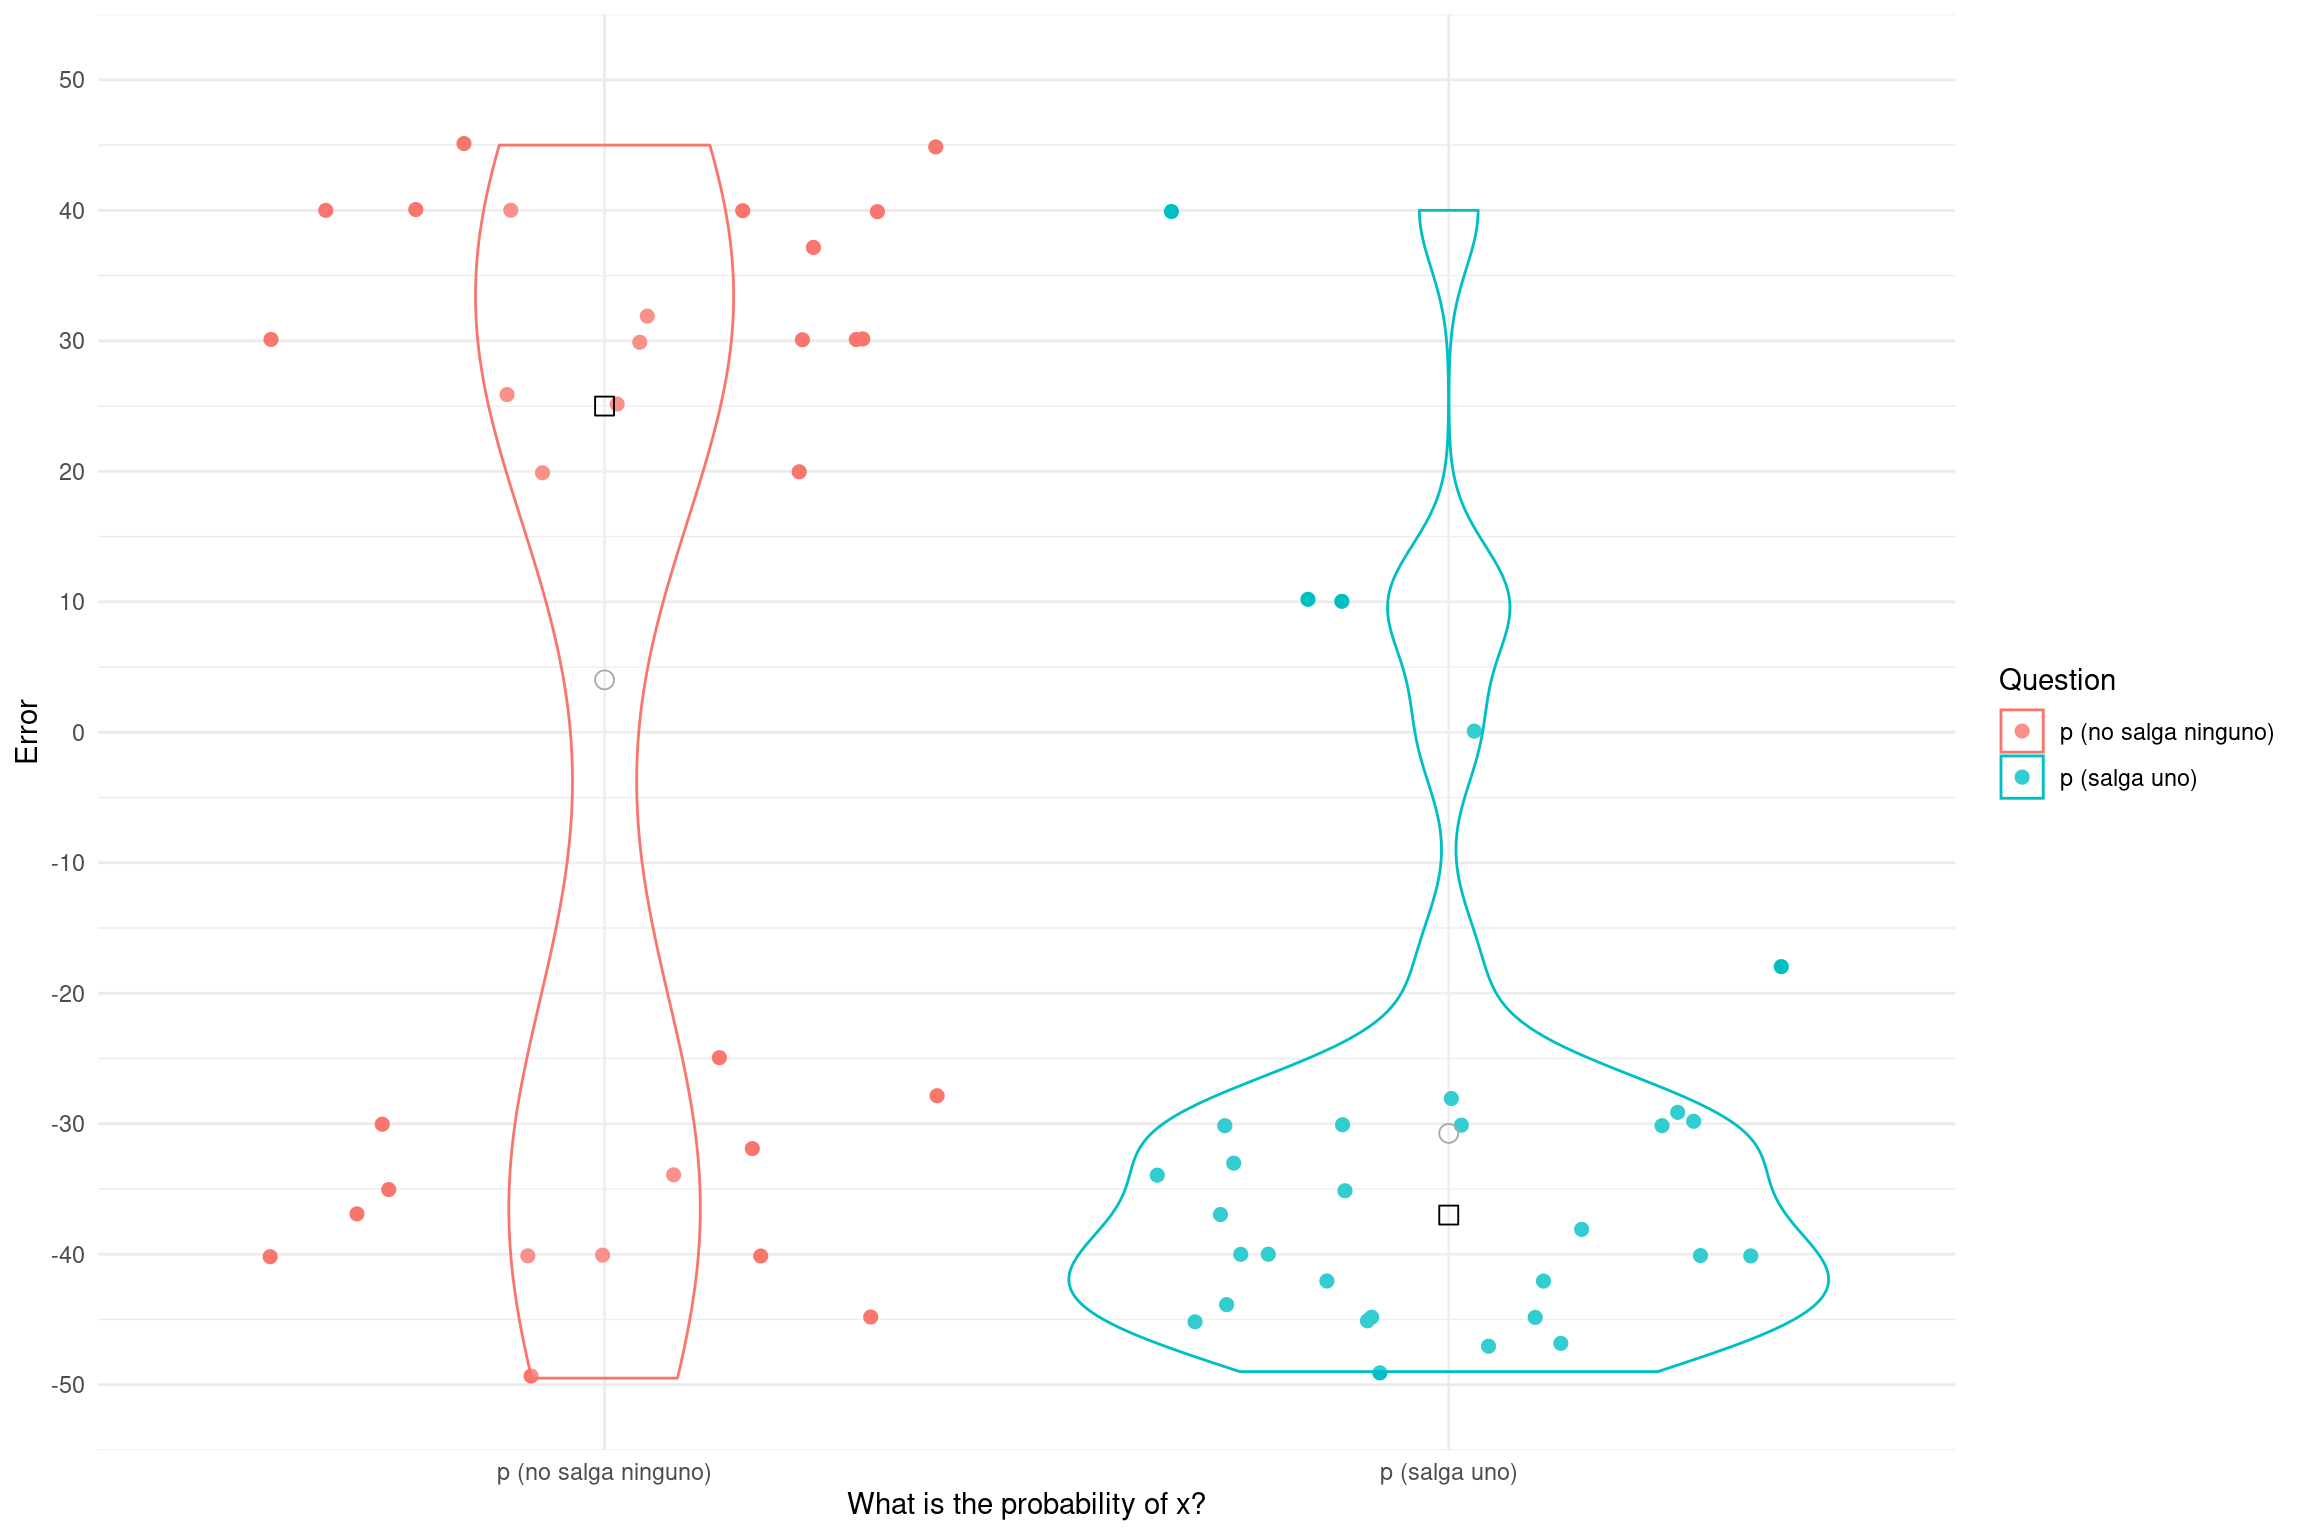 50
40
30
20
10
0
-10
-20
-30
-40
-50
Error
p (no salga ninguno)
p (salga uno)
What is the probability of x?
Question
p (no salga ninguno)
p (salga uno)